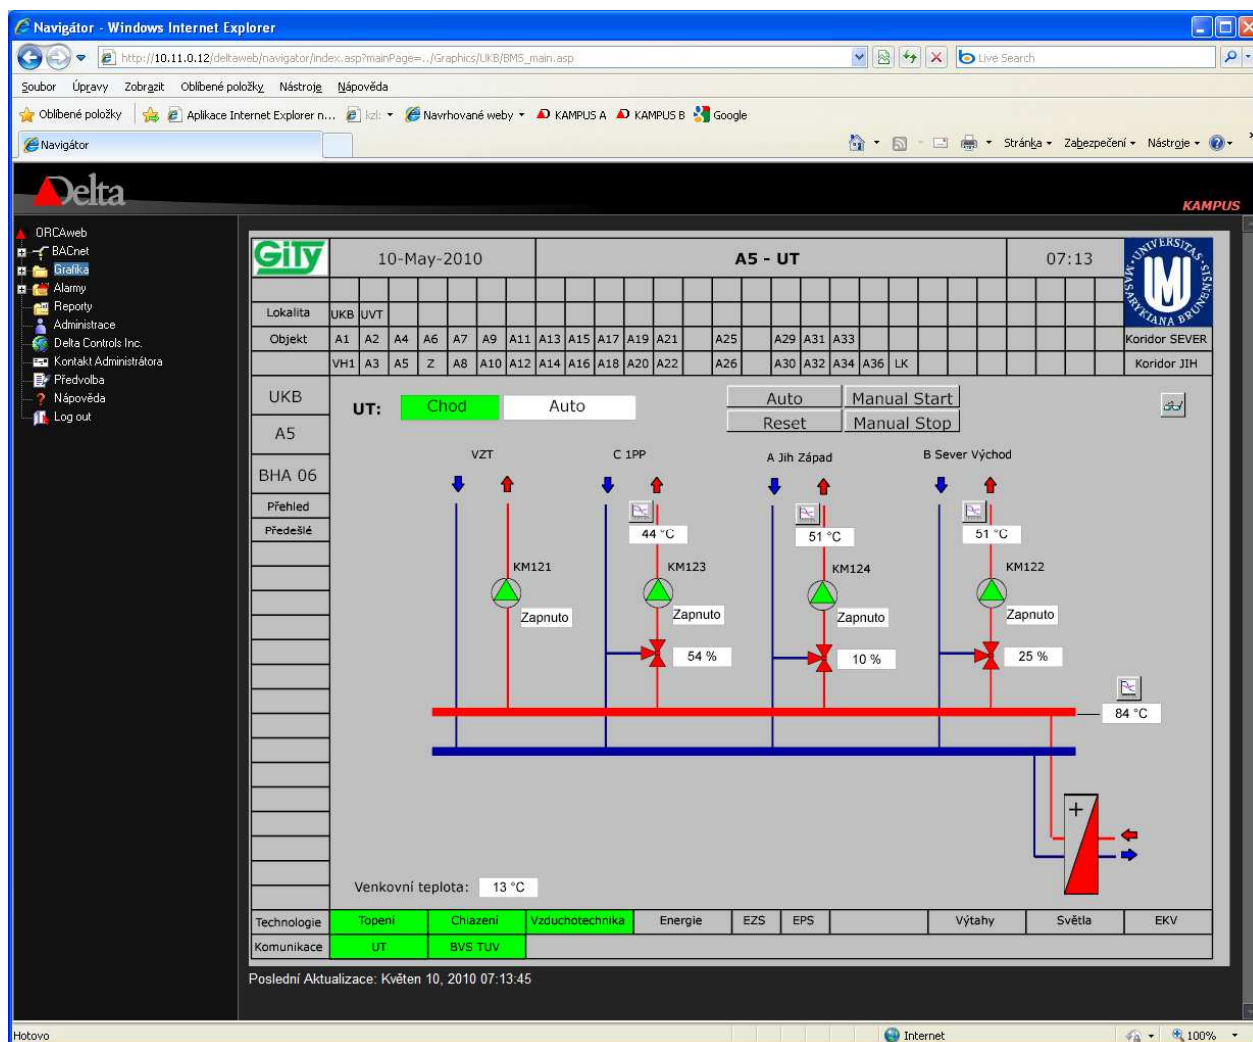 Navigátor - Windows Internet Explorer
http://10.11.0.12/deltaweb/navigator/index.asp?mainPage=../Graphics/UKB/BMS_main.asp
Live Search
Soubor Úpravy Zobrazit Oblíbené položky Nástroje Nápověda
Oblíbené položky Aplikace Internet Explorer n... kzl: Navrhované weby KAMPUS A KAMPUS B Google
Navigátor
Stránka Zabezpečení Nástroje
Delta
KAMPUS
ORCAweb
BACnet
Grafika
Alarmy
Reporty
Administrace
Delta Controls Inc.
Kontakt Administrátora
Předvolba
Nápověda
Log out
GiTy 10-May-2010 A5 - UT 07:13
Lokalita UKB UVT
Objekt A1 A2 A4 A6 A7 A9 A11 A13 A15 A17 A19 A21 A25 A29 A31 A33 Koridor SEVER
VH1 A3 A5 Z A8 A10 A12 A14 A16 A18 A20 A22 A26 A30 A32 A34 A36 LK Koridor JIH
UKB
A5
BHA 06
Přehled
Předešlé
UT: Chod Auto
Auto Manual Start
Reset Manual Stop
VZT C 1PP A Jih Západ B Sever Východ
44 °C 51 °C 51 °C
KM121 KM123 KM124 KM122
Zapnuto Zapnuto Zapnuto Zapnuto
54 % 10 % 25 %
84 °C
+
Venkovní teplota: 13 °C
Technologie Topení Chlazení Vzduchotechnika Energie EZS EPS Výtahy Světla EKV
Komunikace UT BVS TUV
Poslední Aktualizace: Květen 10, 2010 07:13:45
Hotovo Internet 100%